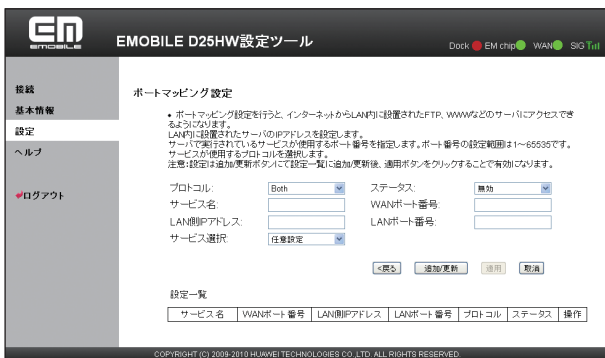 EM
EMOBILE
EMOBILE D25HW設定ツール
Dock EM chip WAN SIG
接続
基本情報
設定
ヘルプ
ログアウト
ポートマッピング設定
• ポートマッピング設定を行うと、インターネットからLAN内に設置されたFTP、WWWなどのサーバにアクセスでき
るようになります。
LAN内に設置されたサーバのIPアドレスを設定します。
サーバで実行されているサービスが使用するポート番号を指定します。ポート番号の設定範囲は1~65535です。
サービスが使用するプロトコルを選択します。
注意:設定は追加/更新ボタンにて設定一覧に追加/更新後、適用ボタンをクリックすることで有効になります。
プロトコル: Both ステータス: 無効
サービス名: WANポート番号:
LAN側IPアドレス: LANポート番号:
サービス選択: 任意設定
<戻る 追加/更新 適用 取消
設定一覧
サービス名 WANポート番号 LAN側IPアドレス LANポート番号 プロトコル ステータス 操作
COPYRIGHT (C) 2009-2010 HUAWEI TECHNOLOGIES CO.,LTD. ALL RIGHTS RESERVED.